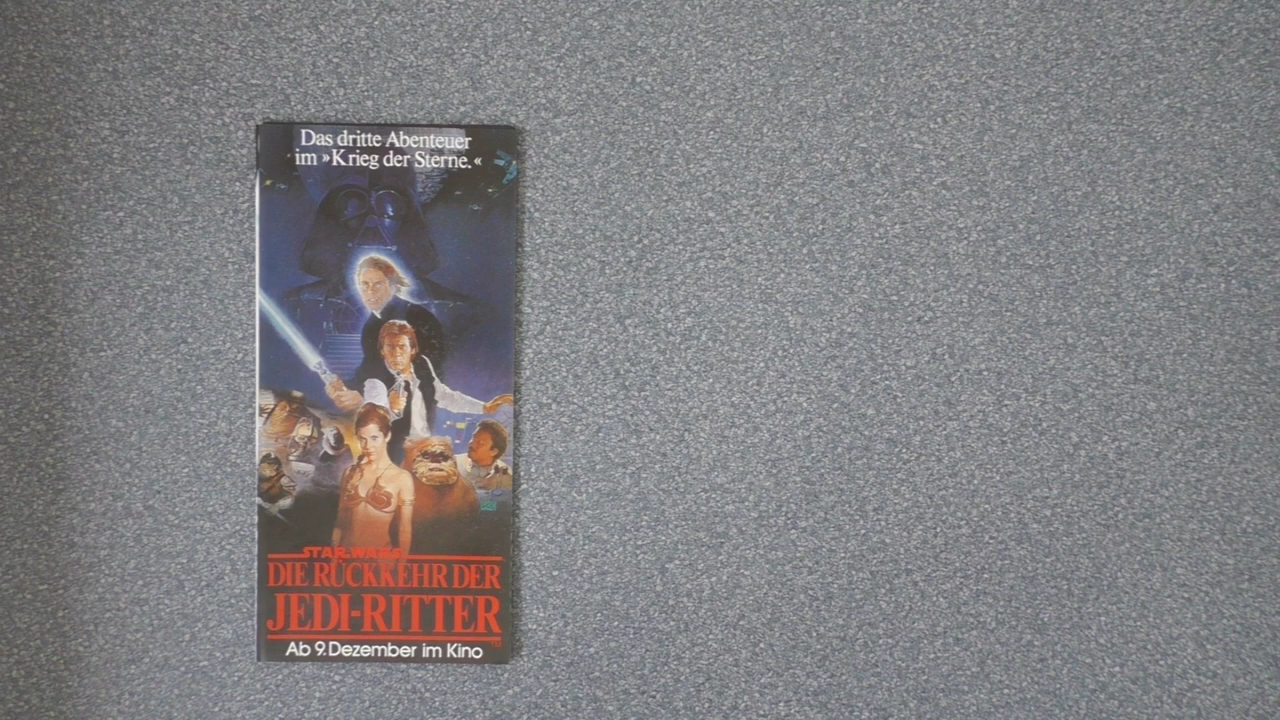 Das dritte Abenteuer
im »Krieg der Sterne.«
STAR WARS
DIE RÜCKKEHR DER
JEDI-RITTER
TM
Ab 9. Dezember im Kino